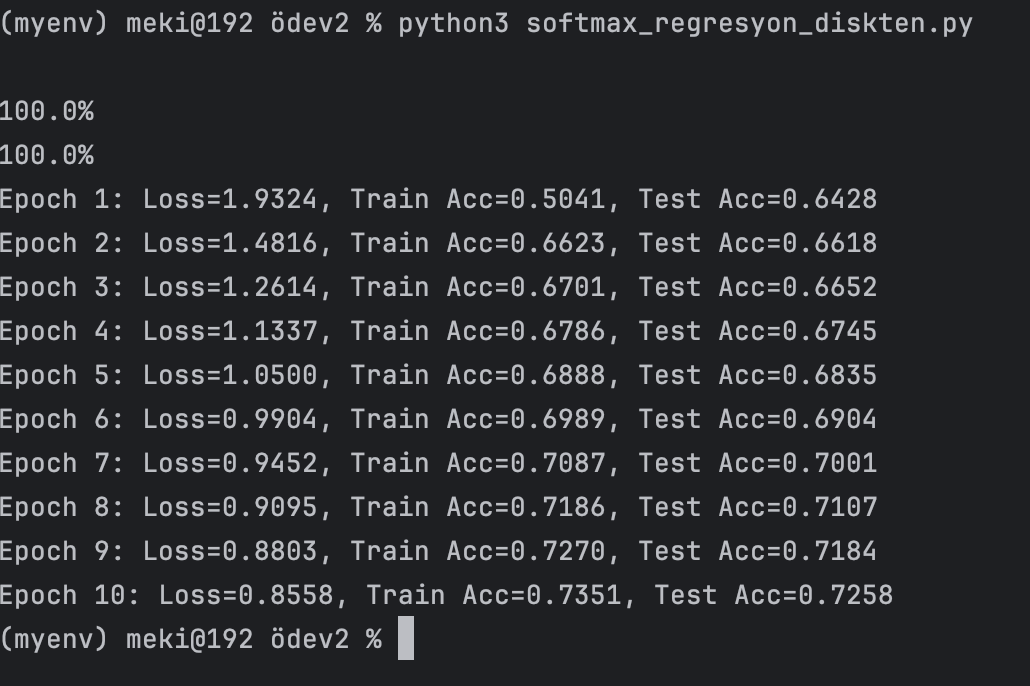 (myenv) meki@192 ödev2 % python3 softmax_regresyon_diskten.py
100.0%
100.0%
Epoch 1: Loss=1.9324, Train Acc=0.5041, Test Acc=0.6428
Epoch 2: Loss=1.4816, Train Acc=0.6623, Test Acc=0.6618
Epoch 3: Loss=1.2614, Train Acc=0.6701, Test Acc=0.6652
Epoch 4: Loss=1.1337, Train Acc=0.6786, Test Acc=0.6745
Epoch 5: Loss=1.0500, Train Acc=0.6888, Test Acc=0.6835
Epoch 6: Loss=0.9904, Train Acc=0.6989, Test Acc=0.6904
Epoch 7: Loss=0.9452, Train Acc=0.7087, Test Acc=0.7001
Epoch 8: Loss=0.9095, Train Acc=0.7186, Test Acc=0.7107
Epoch 9: Loss=0.8803, Train Acc=0.7270, Test Acc=0.7184
Epoch 10: Loss=0.8558, Train Acc=0.7351, Test Acc=0.7258
(myenv) meki@192 ödev2 %